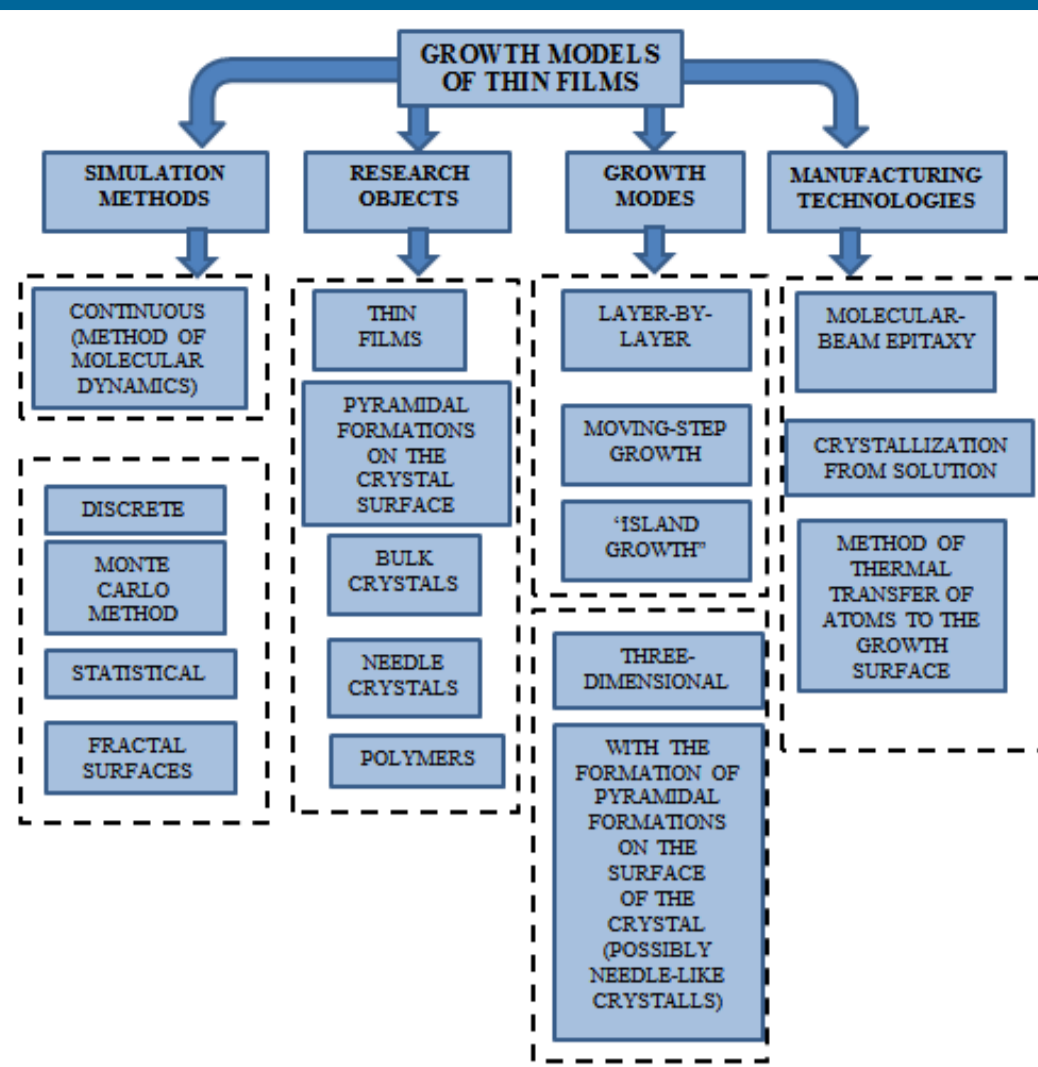 GROWTH MODELS
OF THIN FILMS
SIMULATION
METHODS
RESEARCH
OBJECTS
GROWTH
MODES
MANUFACTURING
TECHNOLOGIES
CONTINUOUS
(METHOD OF
MOLECULAR
DYNAMICS)
DISCRETE
MONTE
CARLO
METHOD
STATISTICAL
FRACTAL
SURFACES
THIN
FILMS
PYRAMIDAL
FORMATIONS
ON THE
CRYSTAL
SURFACE
BULK
CRYSTALS
NEEDLE
CRYSTALS
POLYMERS
LAYER-BY-
LAYER
MOVING-STEP
GROWTH
“ISLAND
GROWTH”
THREE-
DIMENSIONAL
WITH THE
FORMATION OF
PYRAMIDAL
FORMATIONS
ON THE
SURFACE
OF THE
CRYSTAL
(POSSIBLY
NEEDLE-LIKE
CRYSTALLS)
MOLECULAR-
BEAM EPITAXY
CRYSTALLIZATION
FROM SOLUTION
METHOD OF
THERMAL
TRANSFER OF
ATOMS TO THE
GROWTH
SURFACE